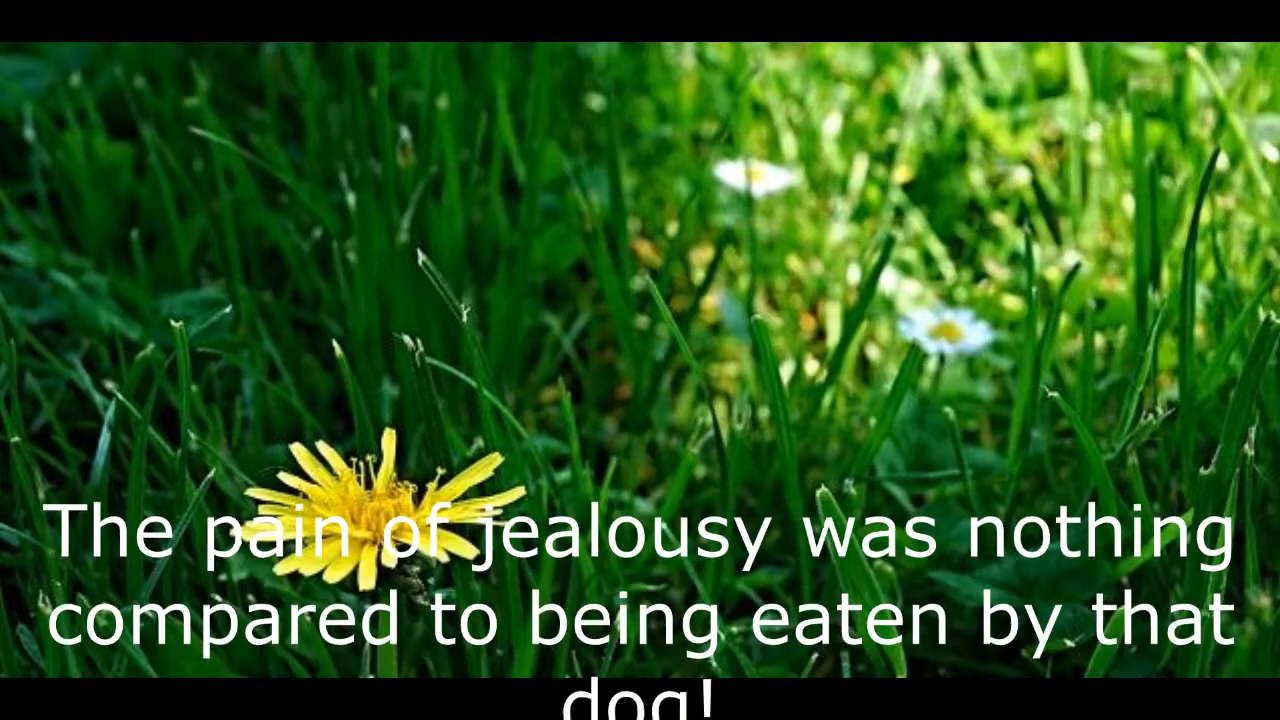 The pain of jealousy was nothing
compared to being eaten by that
dog!